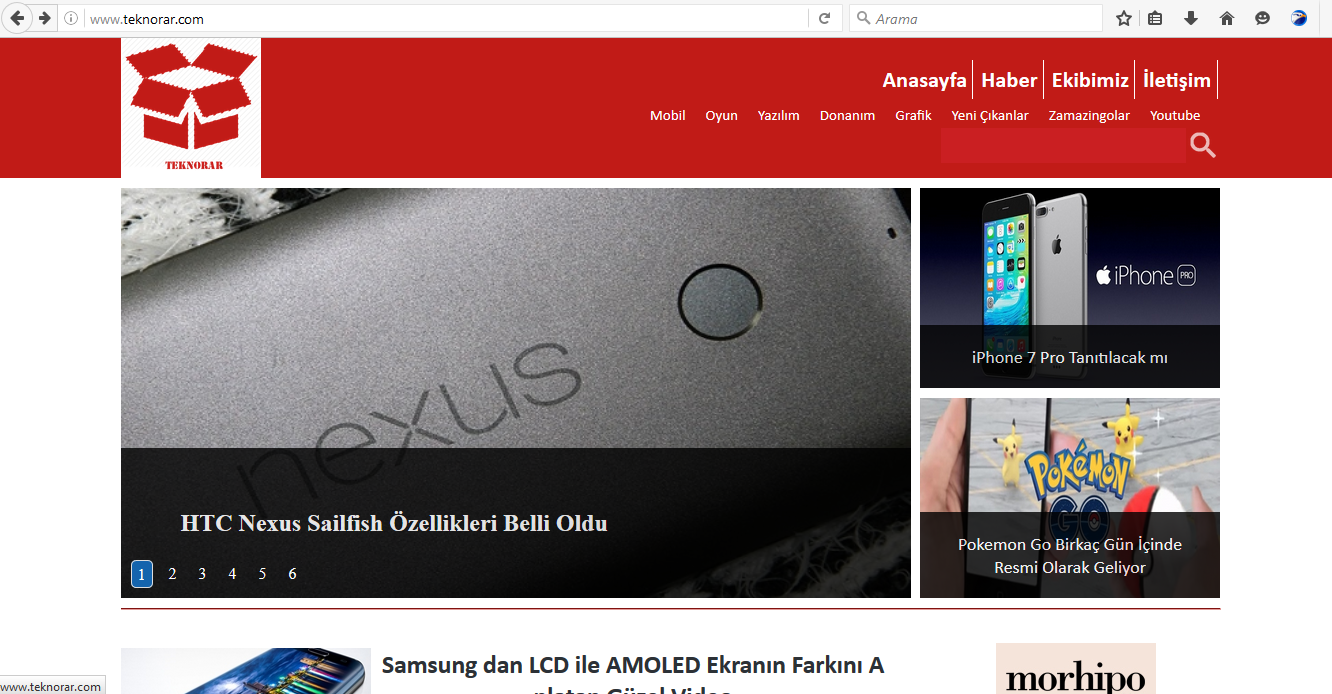 www.teknorar.com
Arama
TEKNORAR
Anasayfa Haber Ekibimiz İletişim
Mobil Oyun Yazılım Donanım Grafik Yeni Çıkanlar Zamazingolar Youtube
nexus
HTC Nexus Sailfish Özellikleri Belli Oldu
1 2 3 4 5 6
iPhone PRO
iPhone 7 Pro Tanıtılacak mı
POKÉMON
GO
Pokemon Go Birkaç Gün İçinde
Resmi Olarak Geliyor
Samsung dan LCD ile AMOLED Ekranın Farkını A
morhipo
www.teknorar.com